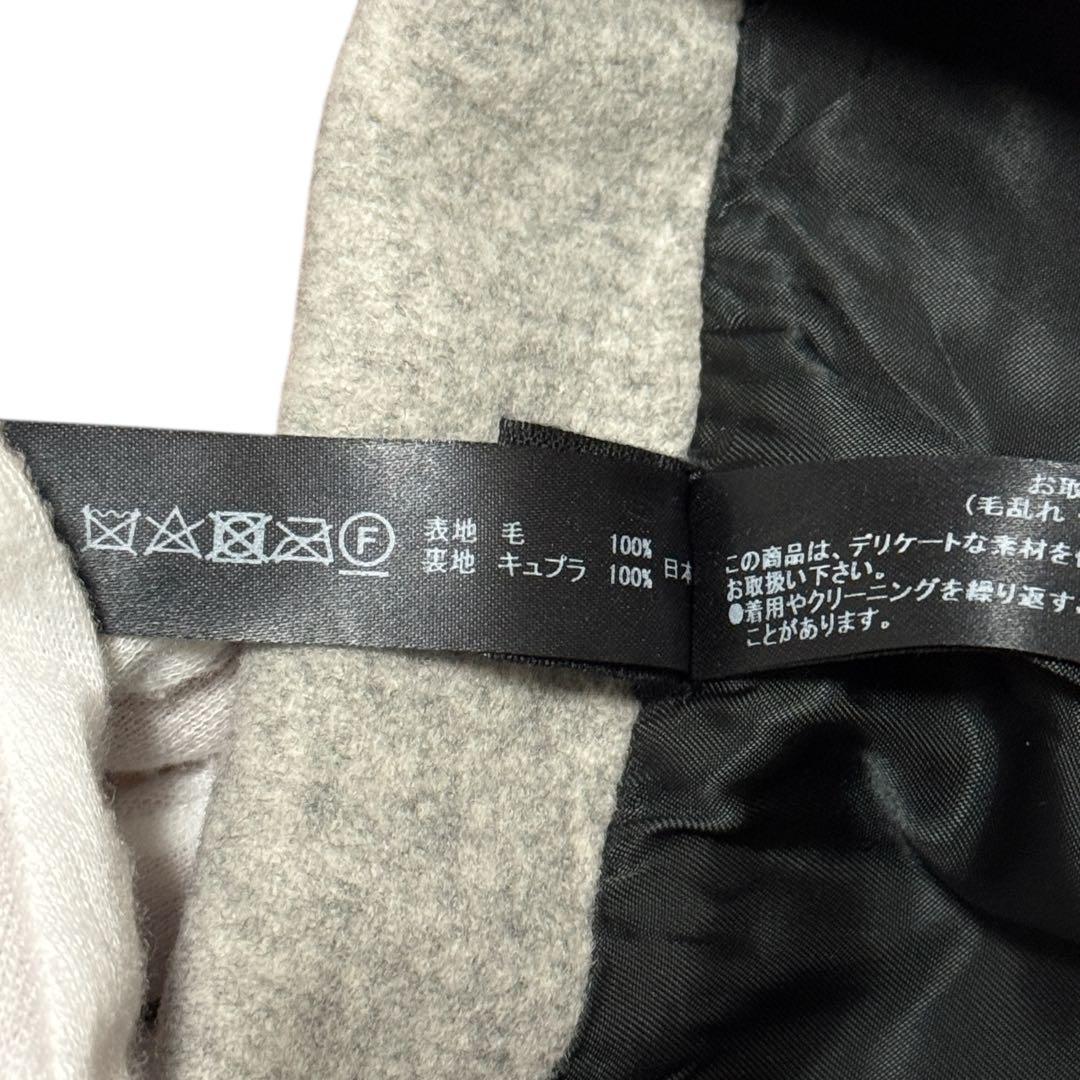 F
表地 毛 100%
裏地 キュプラ 100% 日本
お取
(毛乱れ
この商品は、デリケートな素材を
お取扱い下さい。
●着用やクリーニングを繰り返す
ことがあります。